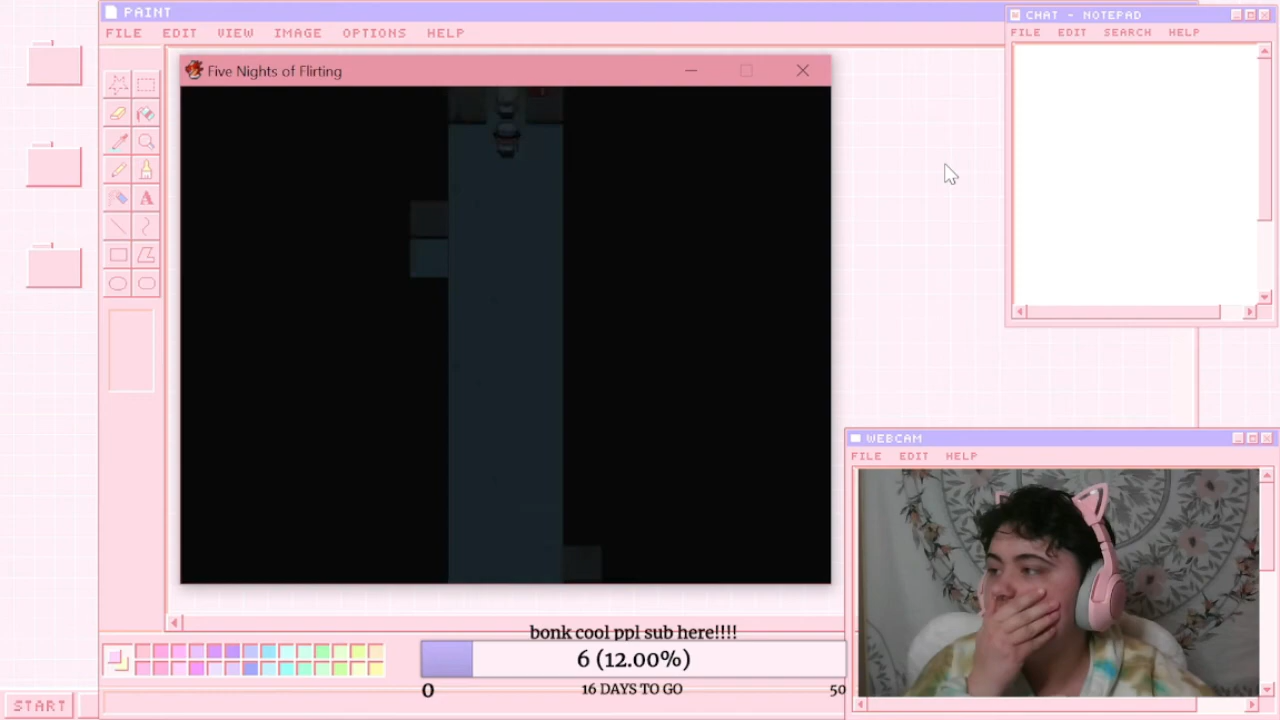 PAINT
FILE EDIT VIEW IMAGE OPTIONS HELP
Five Nights of Flirting
CHAT - NOTEPAD
FILE EDIT SEARCH HELP
A
WEBCAM
FILE EDIT HELP
bonk cool ppl sub here!!!!
6 (12.00%)
0 16 DAYS TO GO 50
START